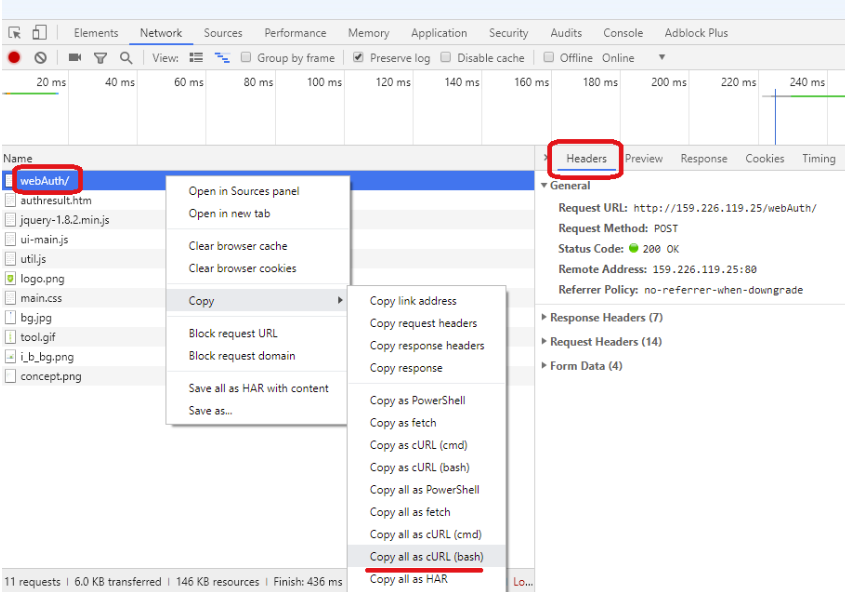 Elements Network Sources Performance Memory Application Security Audits Console Adblock Plus
View: Group by frame Preserve log Disable cache Offline Online
20 ms 40 ms 60 ms 80 ms 100 ms 120 ms 140 ms 160 ms 180 ms 200 ms 220 ms 240 ms
Name
webAuth/
authresult.htm
jquery-1.8.2.min.js
ui-main.js
util.js
logo.png
main.css
bg.jpg
tool.gif
i_b_bg.png
concept.png
Open in Sources panel
Open in new tab
Clear browser cache
Clear browser cookies
Copy
Block request URL
Block request domain
Save all as HAR with content
Save as...
Copy link address
Copy request headers
Copy response headers
Copy response
Copy as PowerShell
Copy as fetch
Copy as cURL (cmd)
Copy as cURL (bash)
Copy all as PowerShell
Copy all as fetch
Copy all as cURL (cmd)
Copy all as cURL (bash)
Copy all as HAR
Headers Preview Response Cookies Timing
General
Request URL: http://159.226.119.25/webAuth/
Request Method: POST
Status Code: 200 OK
Remote Address: 159.226.119.25:80
Referrer Policy: no-referrer-when-downgrade
Response Headers (7)
Request Headers (14)
Form Data (4)
11 requests | 6.0 KB transferred | 146 KB resources | Finish: 436 ms
Lo...